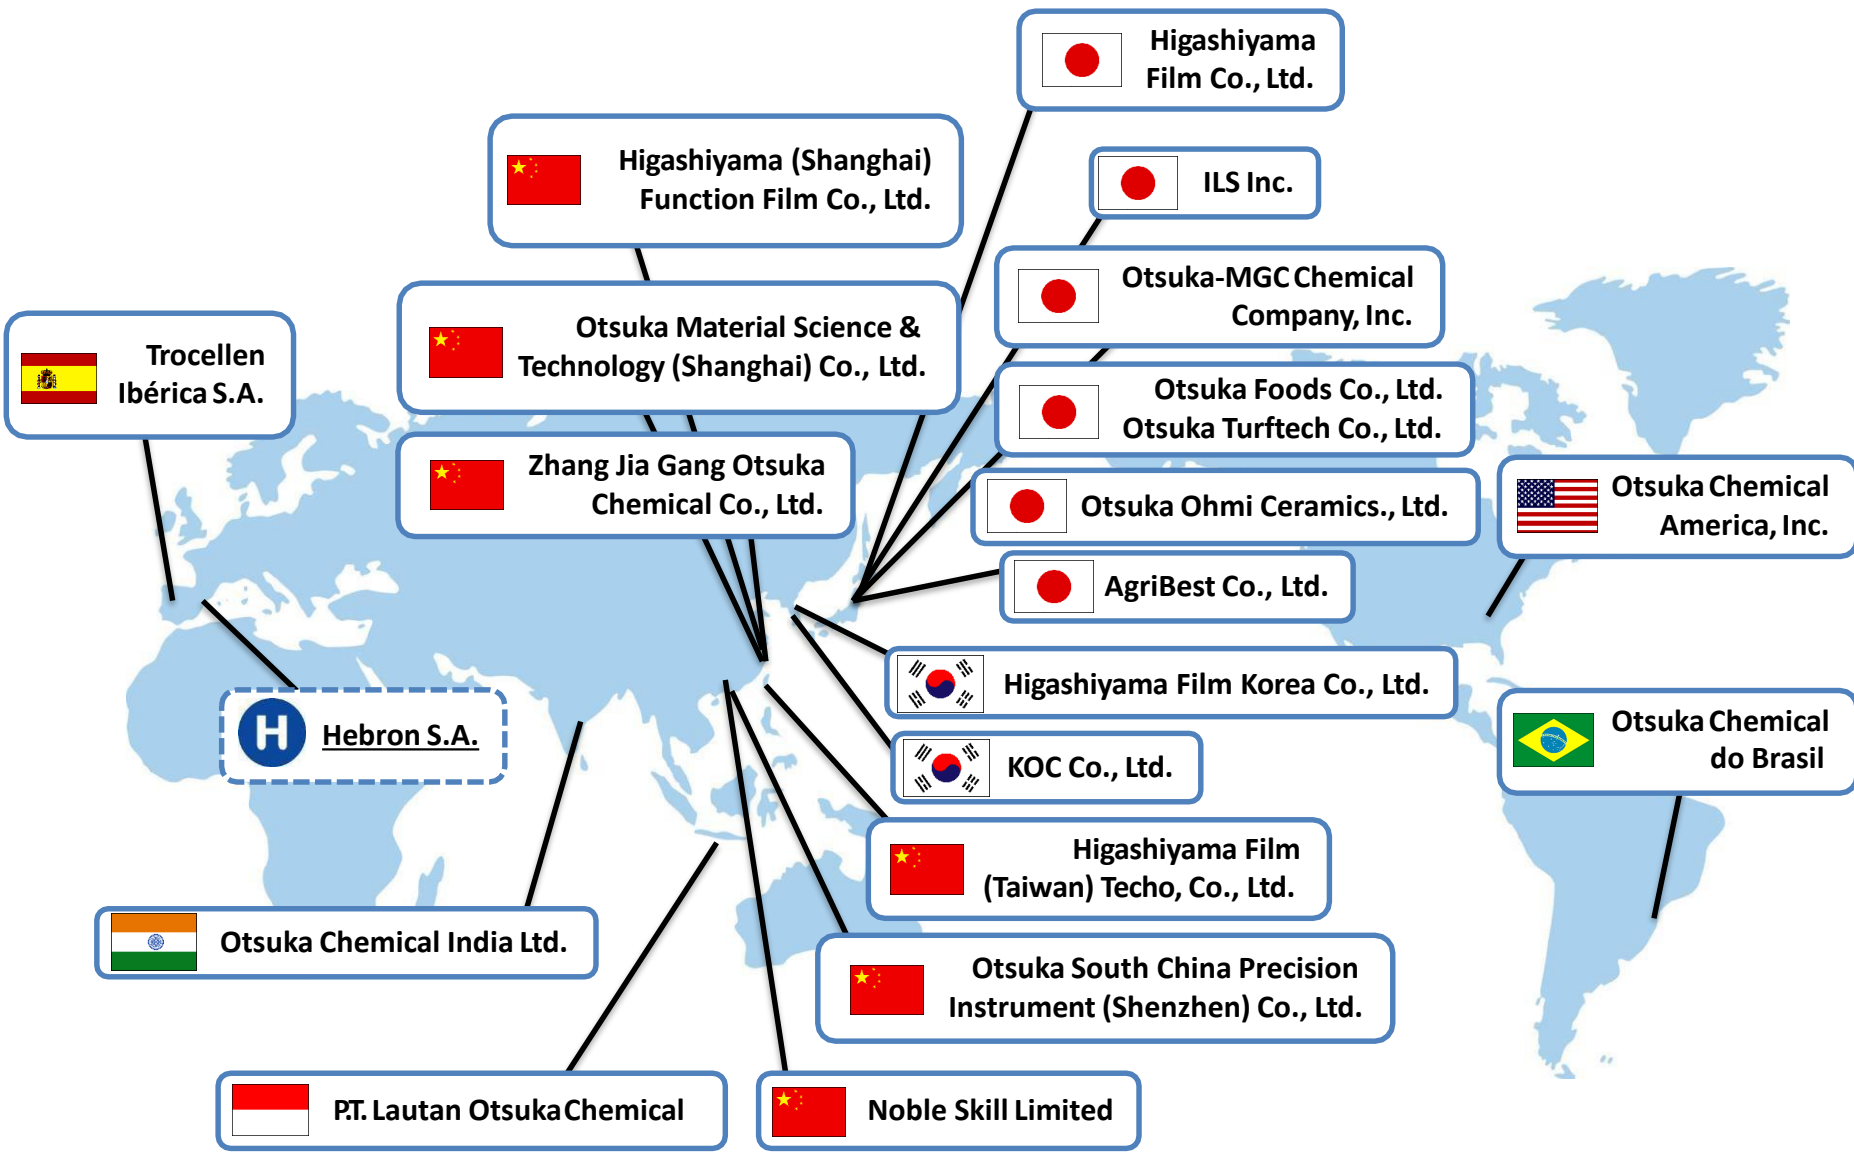 Higashiyama
Film Co., Ltd.
Higashiyama (Shanghai)
Function Film Co., Ltd.
ILS Inc.
Otsuka-MGC Chemical
Company, Inc.
Otsuka Material Science &
Technology (Shanghai) Co., Ltd.
Trocellen
Ibérica S.A.
Otsuka Foods Co., Ltd.
Otsuka Turftech Co., Ltd.
Zhang Jia Gang Otsuka
Chemical Co., Ltd.
Otsuka Ohmi Ceramics., Ltd.
Otsuka Chemical
America, Inc.
AgriBest Co., Ltd.
Higashiyama Film Korea Co., Ltd.
H
Hebron S.A.
Otsuka Chemical
do Brasil
KOC Co., Ltd.
Higashiyama Film
(Taiwan) Techo, Co., Ltd.
Otsuka Chemical India Ltd.
Otsuka South China Precision
Instrument (Shenzhen) Co., Ltd.
P.T. Lautan Otsuka Chemical
Noble Skill Limited